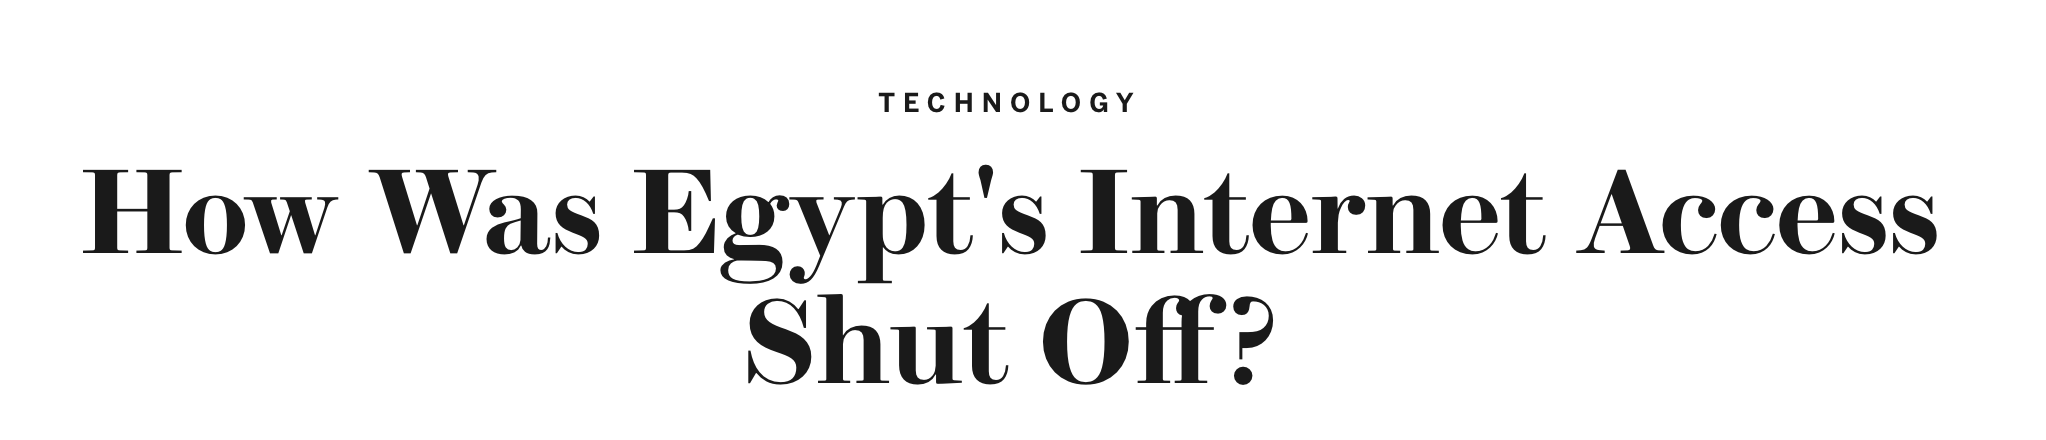 TECHNOLOGY
How Was Egypt's Internet Access
Shut Off?